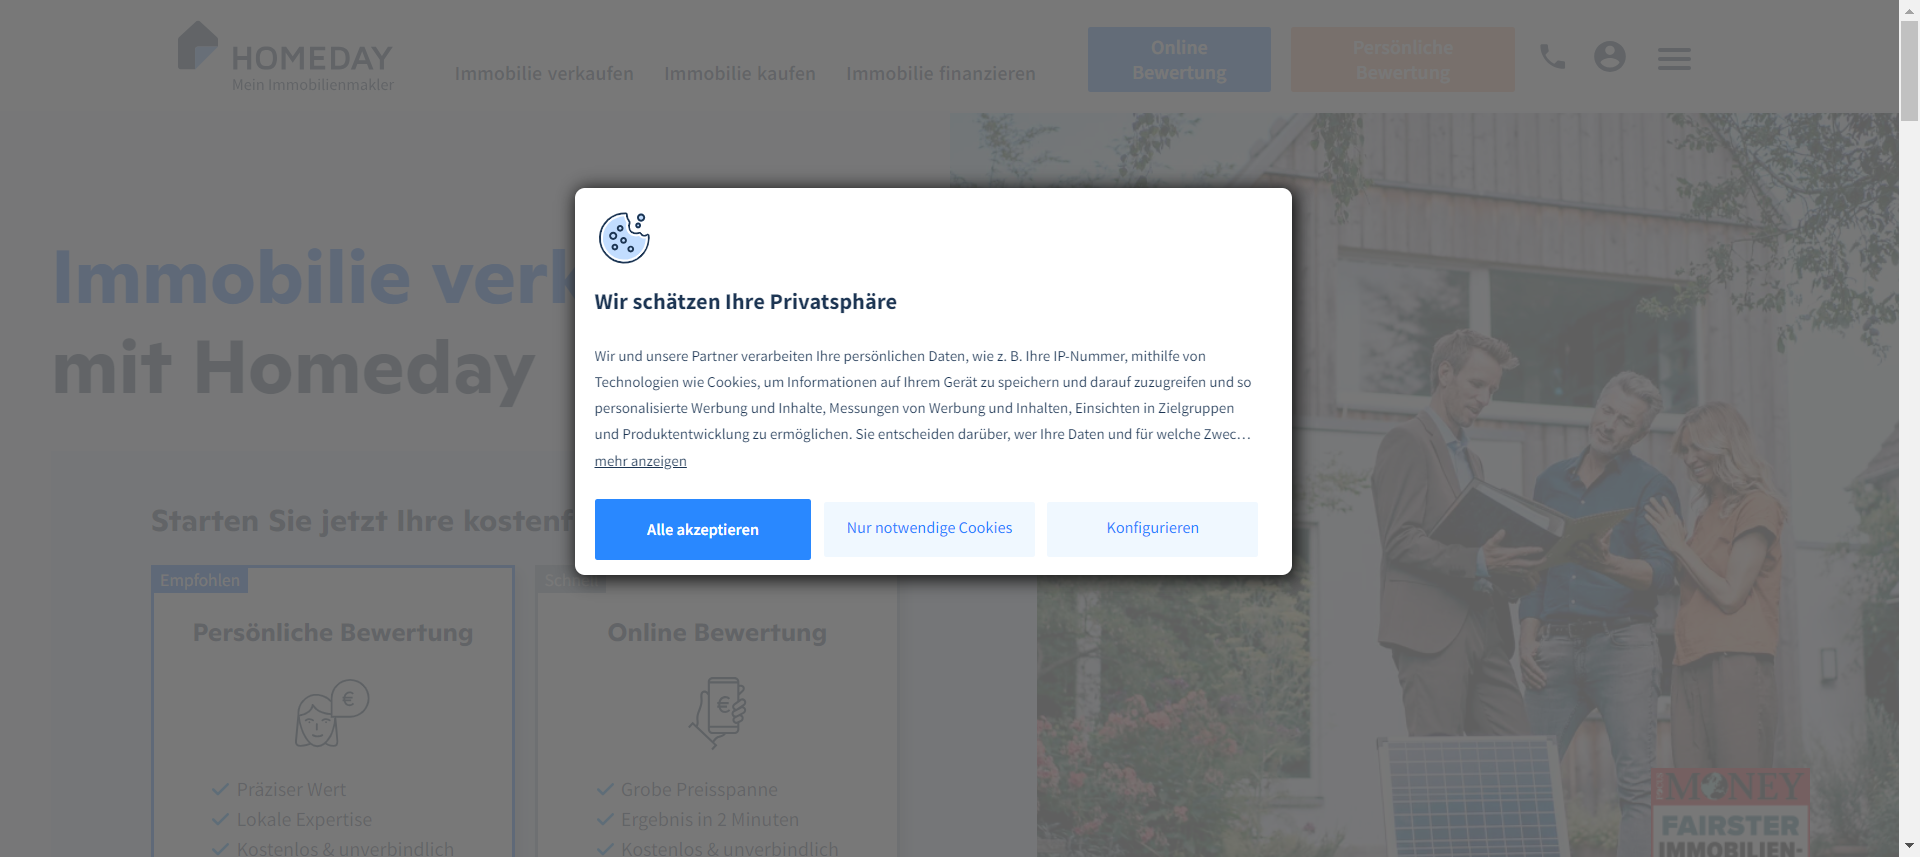 HOMEDAY
Mein Immobilienmakler
Immobilie verkaufen
Immobilie kaufen
Immobilie finanzieren
Online
Bewertung
Persönliche
Bewertung
Immobilie verk
mit Homeday
Wir schätzen Ihre Privatsphäre
Wir und unsere Partner verarbeiten Ihre persönlichen Daten, wie z. B. Ihre IP-Nummer, mithilfe von
Technologien wie Cookies, um Informationen auf Ihrem Gerät zu speichern und darauf zuzugreifen und so
personalisierte Werbung und Inhalte, Messungen von Werbung und Inhalten, Einsichten in Zielgruppen
und Produktentwicklung zu ermöglichen. Sie entscheiden darüber, wer Ihre Daten und für welche Zwec…
mehr anzeigen
Alle akzeptieren
Nur notwendige Cookies
Konfigurieren
Starten Sie jetzt Ihre kostenf
Empfohlen
Persönliche Bewertung
Präziser Wert
Lokale Expertise
Kostenlos & unverbindlich
Online Bewertung
Grobe Preisspanne
Ergebnis in 2 Minuten
Kostenlos & unverbindlich
MONEY
FAIRSTER
IMMOBILIEN-